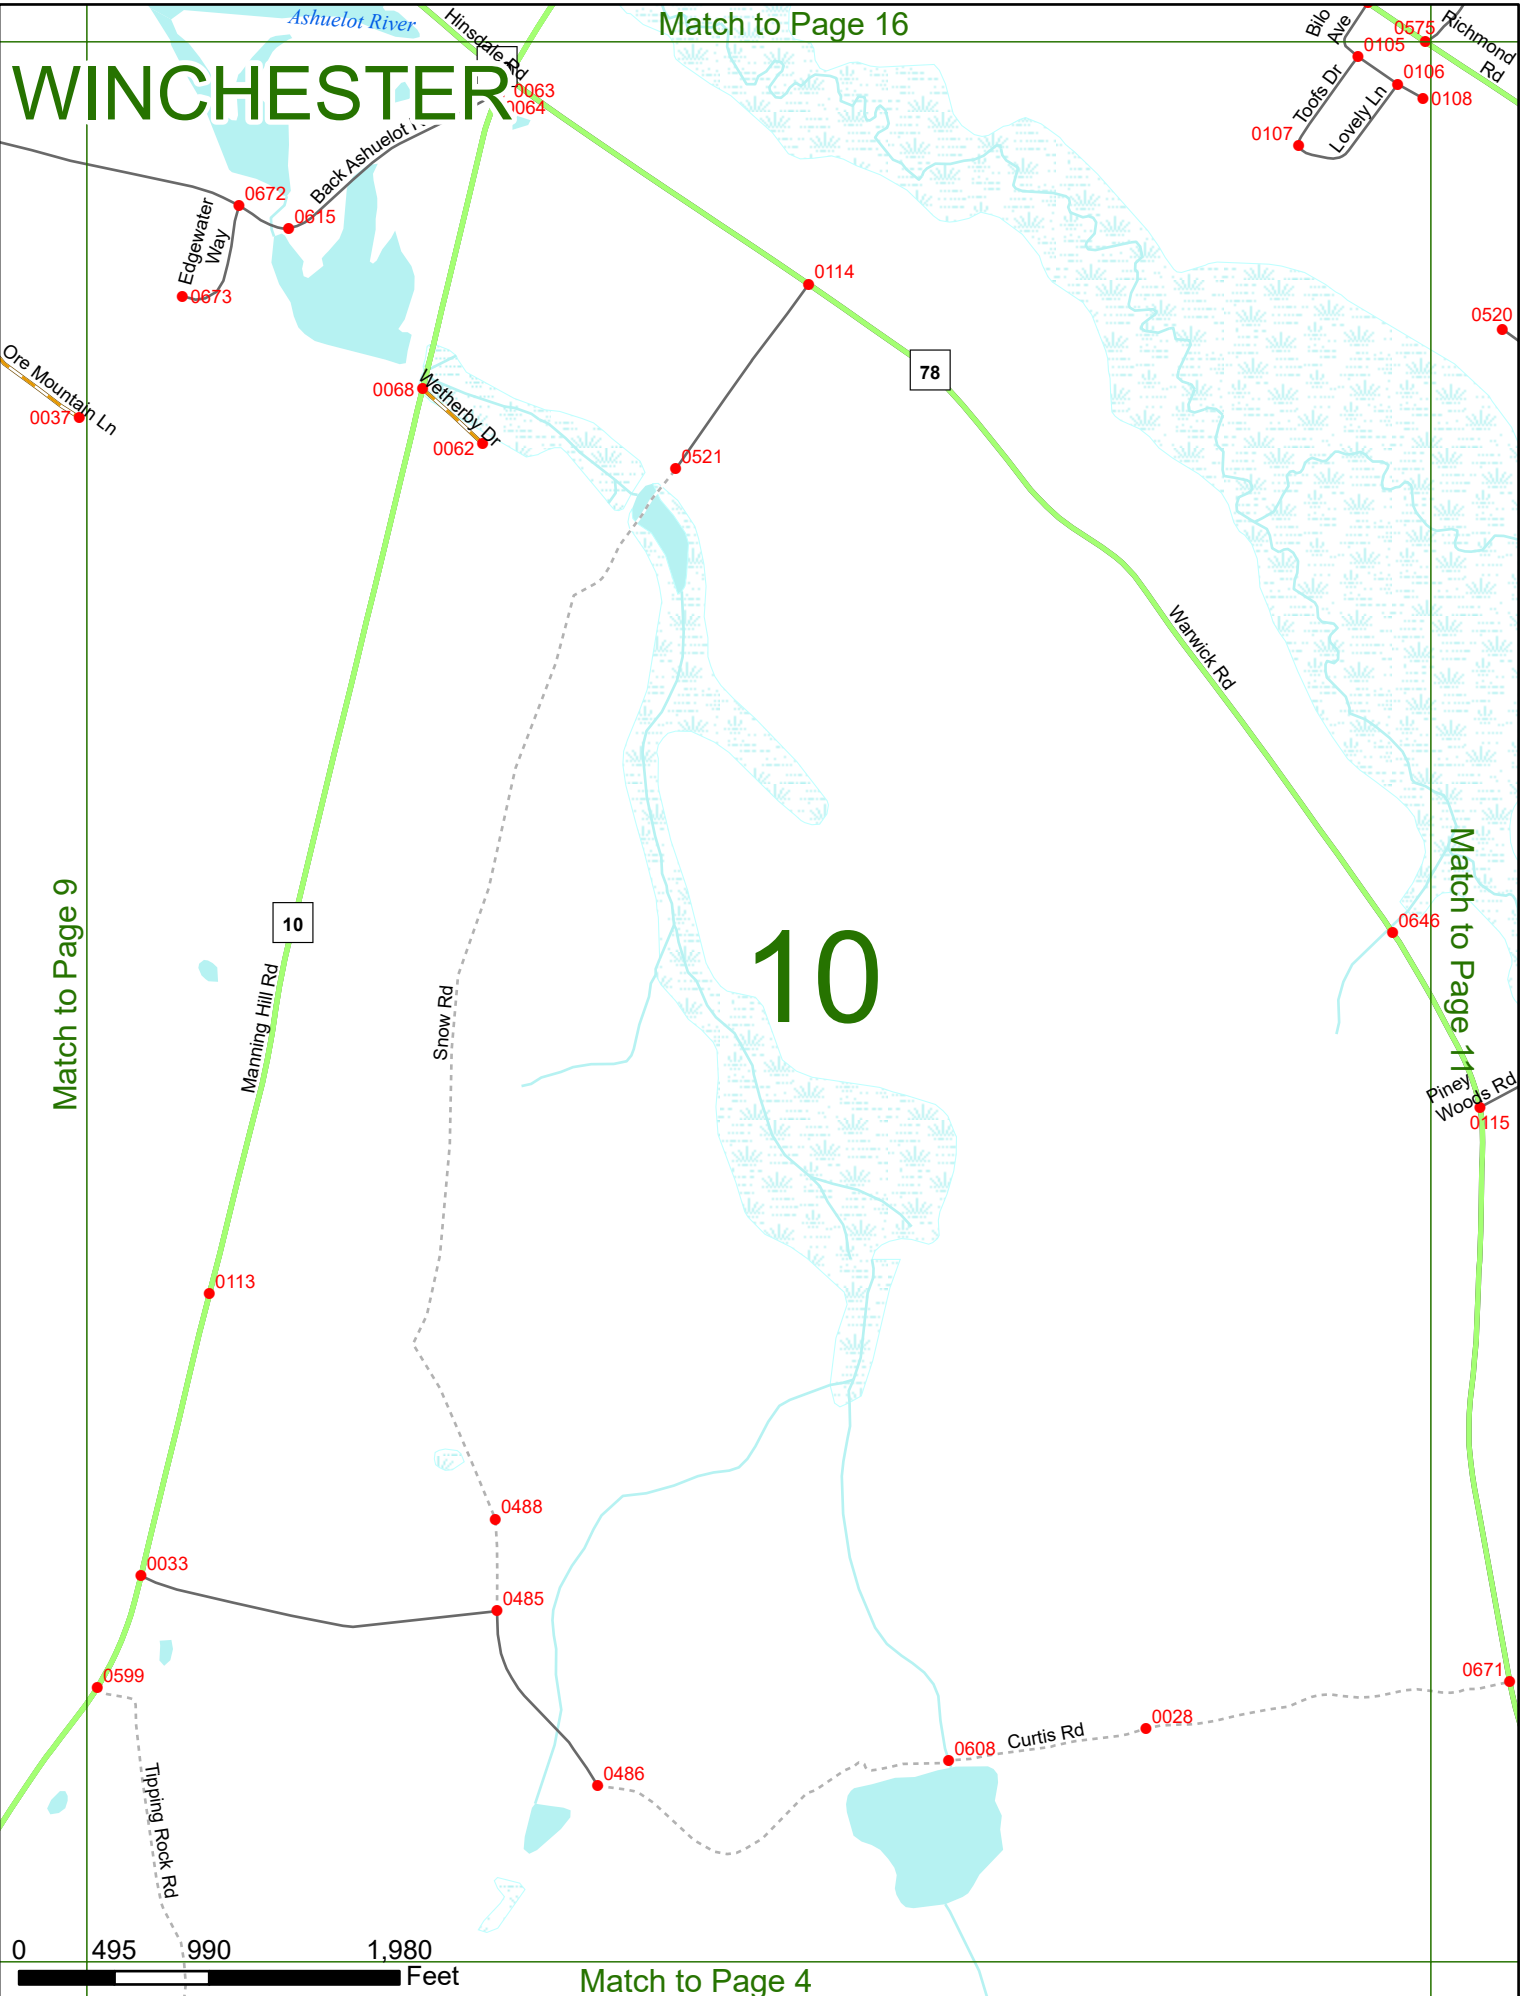 Ashuelot River
Hinsdale Rd
Match to Page 16
Bilo
Ave
0575
Richmond
Rd
0105
0106
0108
WINCHESTER
0063
0064
Toofs Dr
Lovely Ln
0107
Back Ashuelot
0672
0615
Edgewater
Way
0673
0114
0520
78
Ore Mountain Ln
0037
0068
Wetherby Dr
0062
0521
Warwick Rd
Match to Page 9
10
Manning Hill Rd
Snow Rd
10
0646
Match to Page 11
Piney
Woods Rd
0115
0113
0488
0033
0485
0599
0671
0028
Curtis Rd
0608
0486
Tipping Rock Rd
0 495 990 1,980
Feet
Match to Page 4